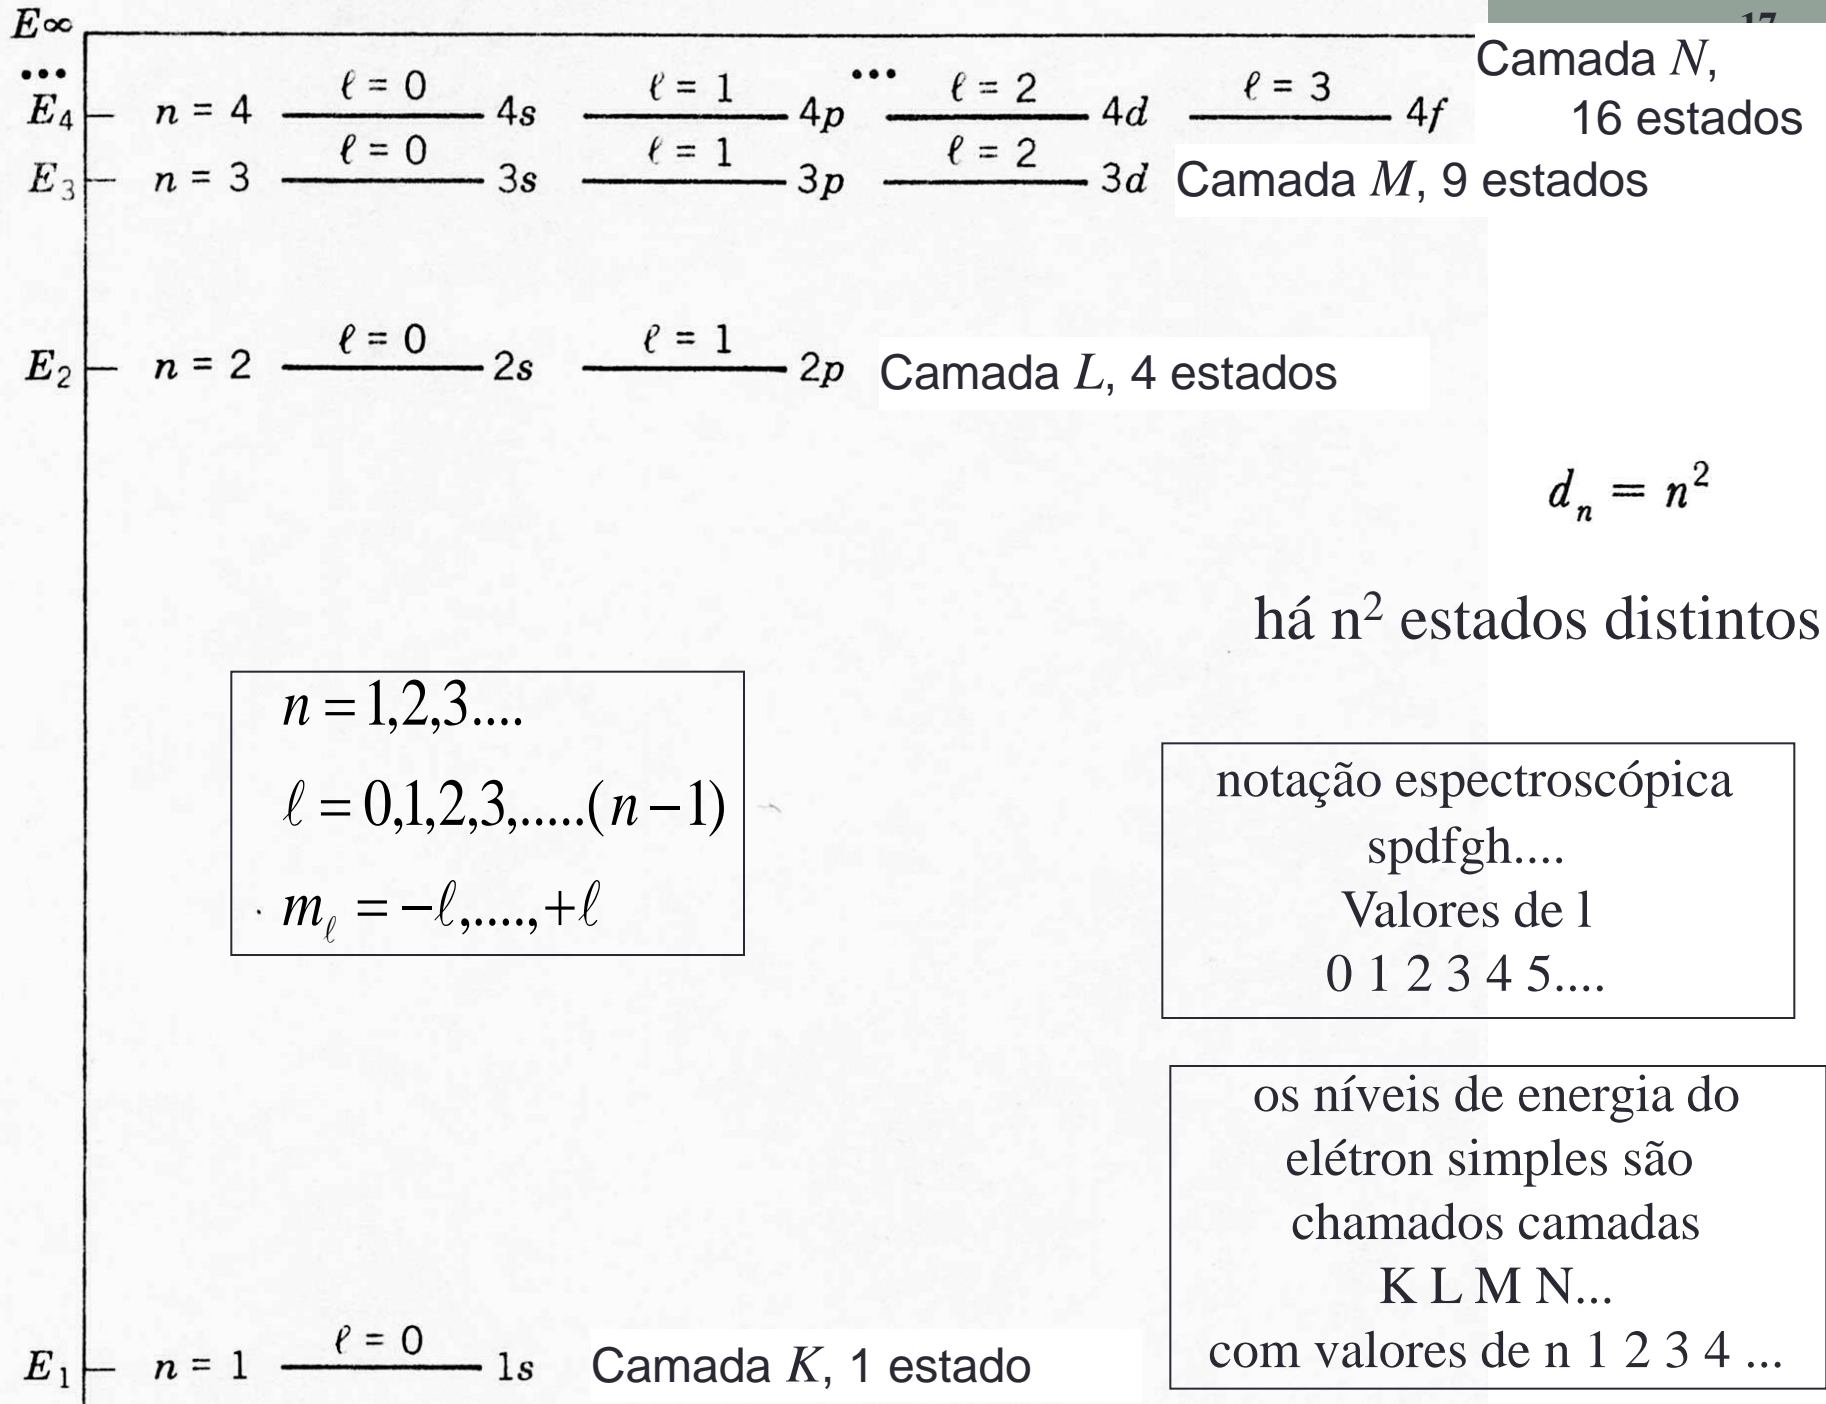 17
E∞
Camada N,
16 estados
... ...
E₄ n = 4 ℓ = 0 4s ℓ = 1 4p ℓ = 2 4d ℓ = 3 4f
E₃ n = 3 ℓ = 0 3s ℓ = 1 3p ℓ = 2 3d Camada M, 9 estados
E₂ n = 2 ℓ = 0 2s ℓ = 1 2p Camada L, 4 estados
dₙ = n²
há n² estados distintos
n = 1,2,3....
ℓ = 0,1,2,3,.....(n − 1)
m_ℓ = −ℓ,....,+ℓ
notação espectroscópica
spdfgh....
Valores de l
0 1 2 3 4 5....
os níveis de energia do
elétron simples são
chamados camadas
K L M N...
com valores de n 1 2 3 4 ...
E₁ n = 1 ℓ = 0 1s Camada K, 1 estado